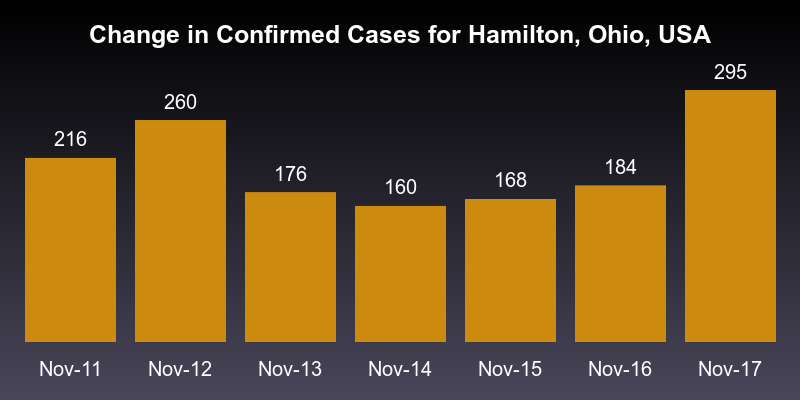 Change in Confirmed Cases for Hamilton, Ohio, USA
216
260
176
160
168
184
295
Nov-11
Nov-12
Nov-13
Nov-14
Nov-15
Nov-16
Nov-17